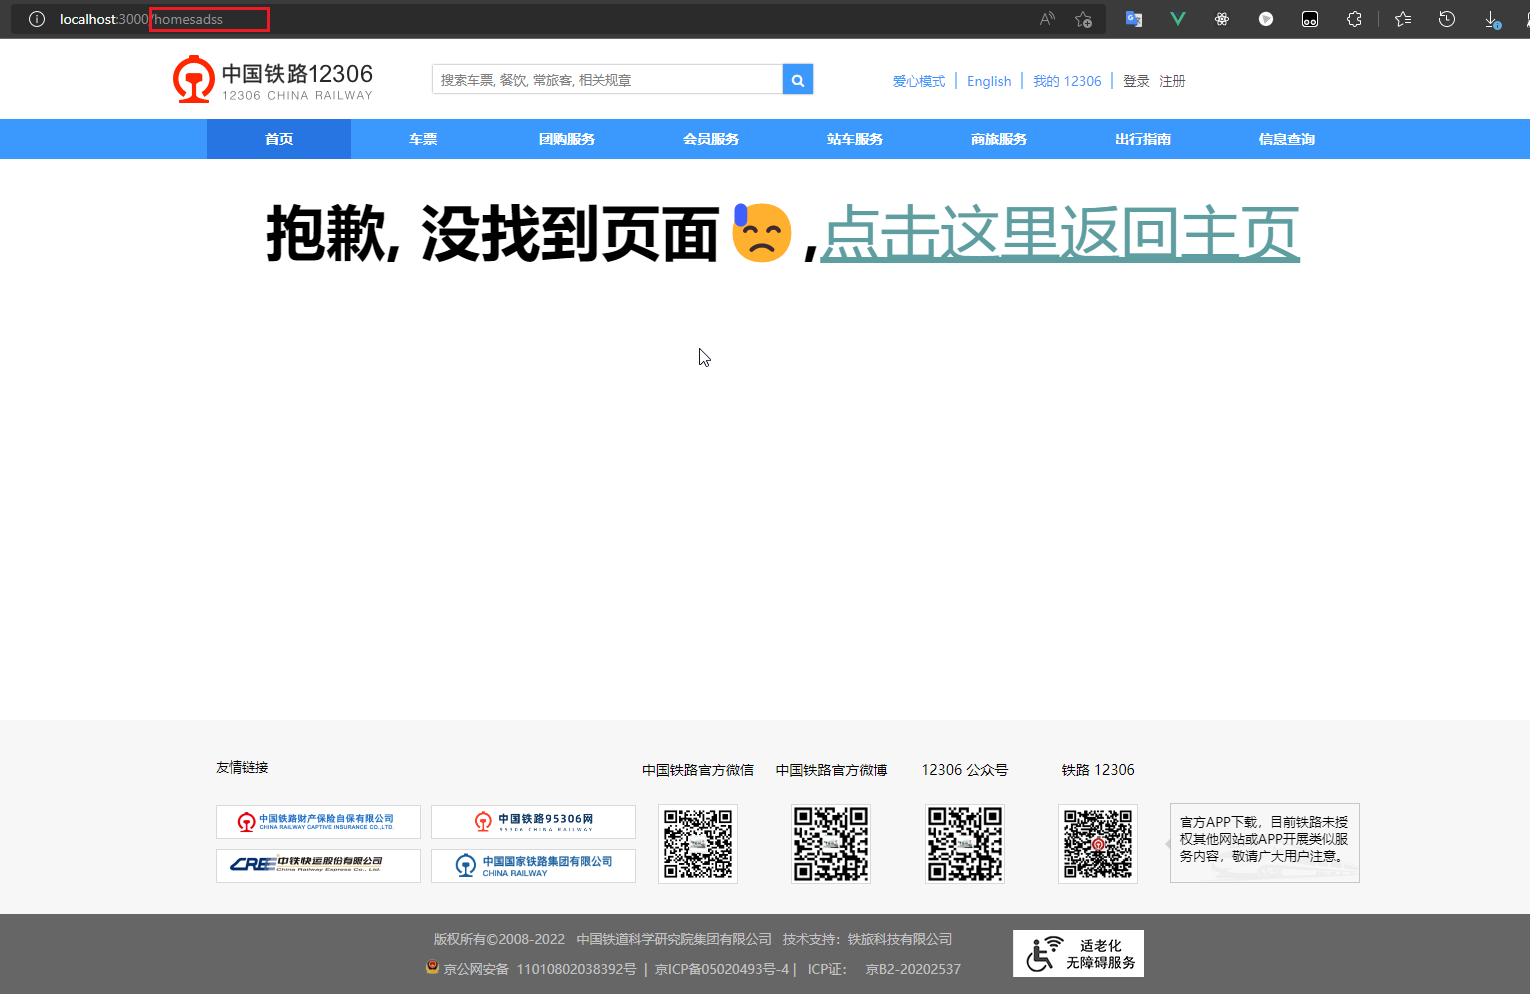 localhost:3000/homesadss
中国铁路12306
12306 CHINA RAILWAY
搜索车票, 餐饮, 常旅客, 相关规章
爱心模式 English 我的 12306 登录 注册
首页 车票 团购服务 会员服务 站车服务 商旅服务 出行指南 信息查询
抱歉, 没找到页面😓,点击这里返回主页
友情链接
中国铁路官方微信 中国铁路官方微博 12306 公众号 铁路 12306
中国铁路财产保险自保有限公司
CHINA RAILWAY CAPTIVE INSURANCE CO.,LTD.
中国铁路95306网
95306 CHINA RAILWAY
中铁快运股份有限公司
China Railway Express Co., Ltd.
中国国家铁路集团有限公司
CHINA RAILWAY
官方APP下载，目前铁路未授
权其他网站或APP开展类似服
务内容，敬请广大用户注意。
版权所有©2008-2022 中国铁道科学研究院集团有限公司 技术支持：铁旅科技有限公司
京公网安备 11010802038392号 | 京ICP备05020493号-4 | ICP证： 京B2-20202537
适老化
无障碍服务